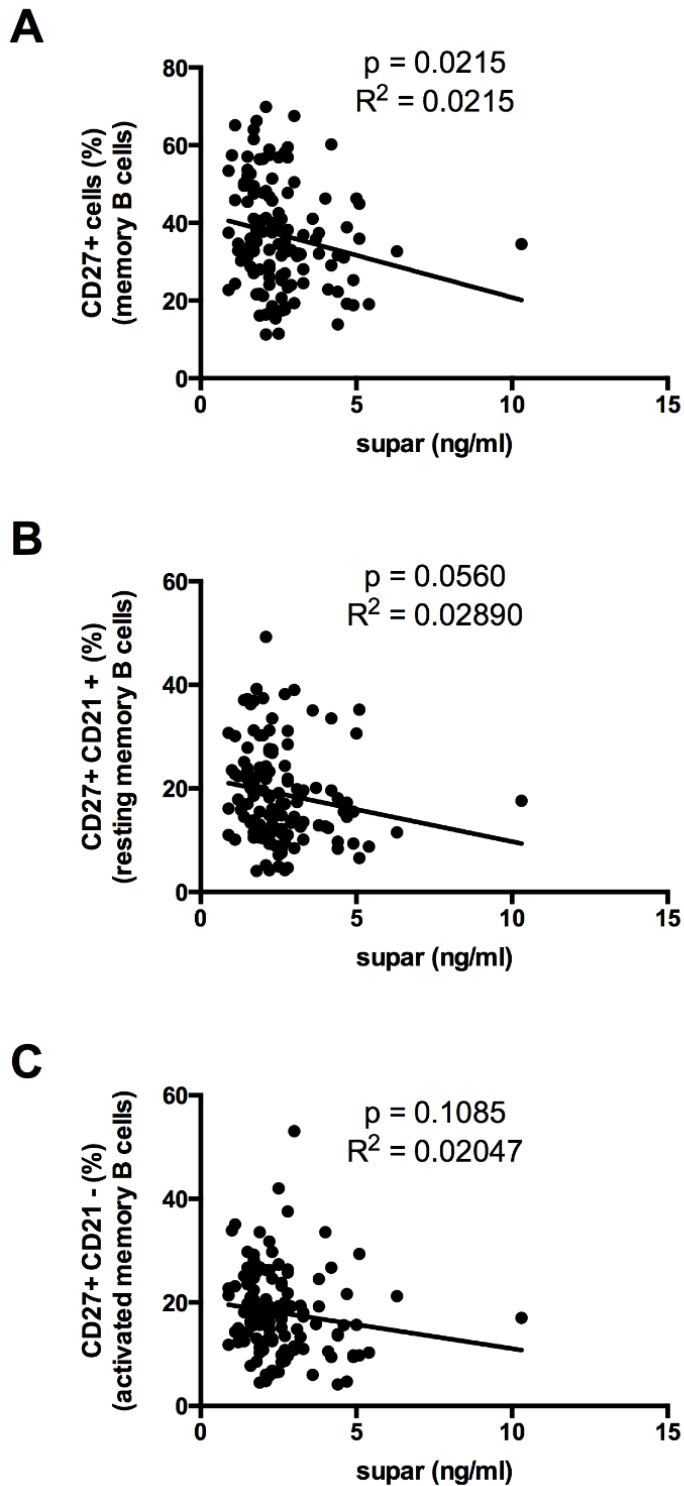 A
p = 0.0215
R² = 0.0215
CD27+ cells (%)
(memory B cells)
80
60
40
20
0
0 5 10 15
supar (ng/ml)
B
p = 0.0560
R² = 0.02890
CD27+ CD21 + (%)
(resting memory B cells)
60
40
20
0
0 5 10 15
supar (ng/ml)
C
p = 0.1085
R² = 0.02047
CD27+ CD21 - (%)
(activated memory B cells)
60
40
20
0
0 5 10 15
supar (ng/ml)